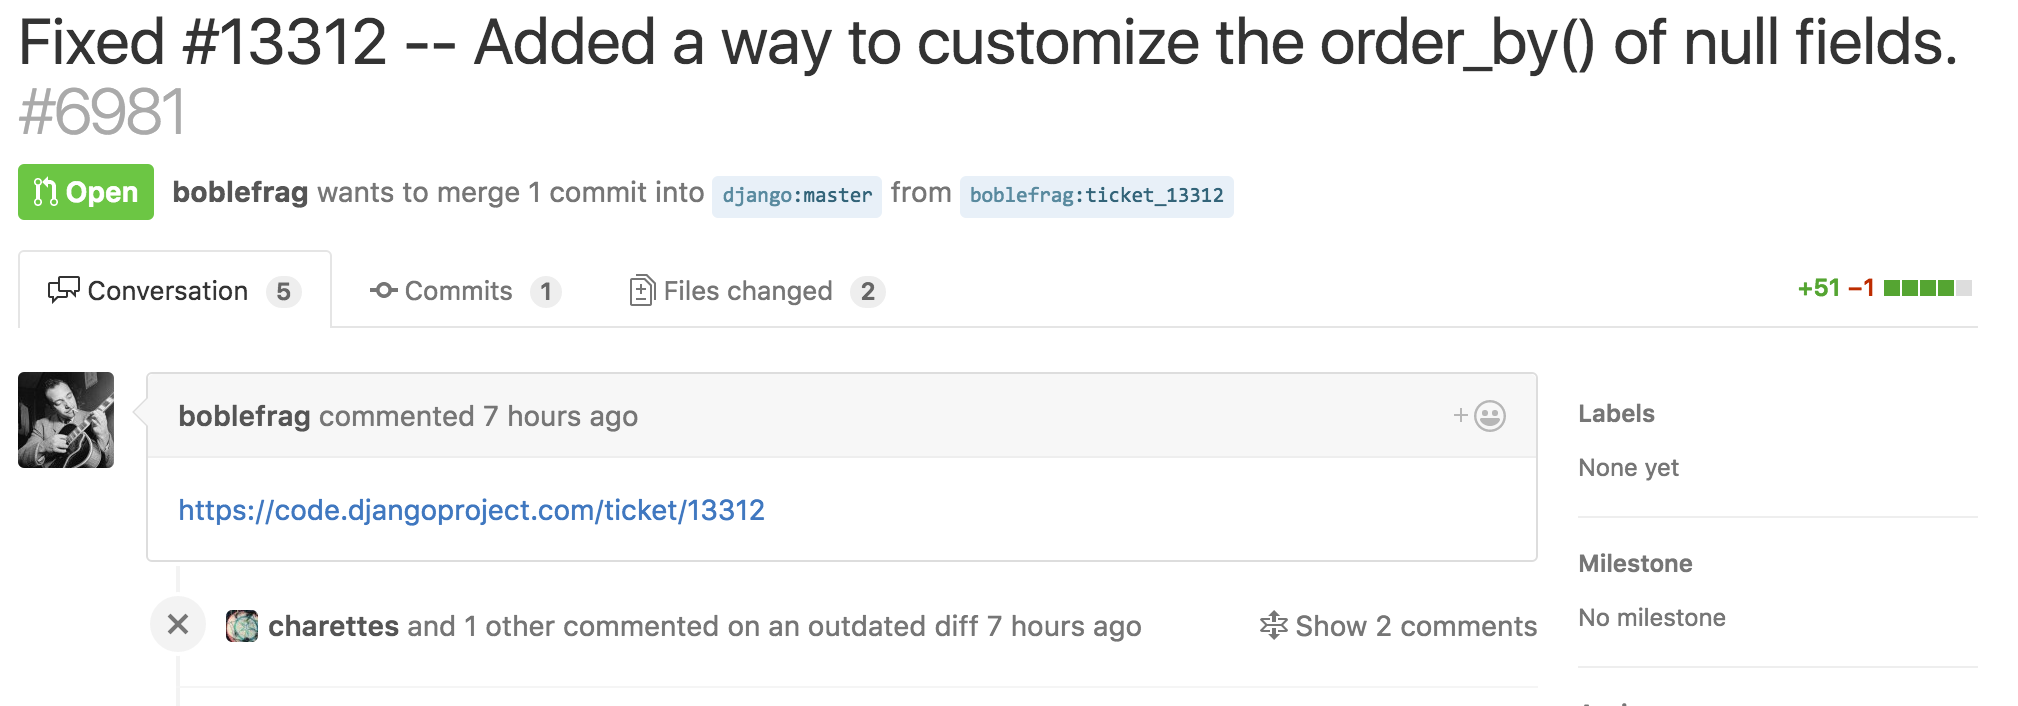 Fixed #13312 -- Added a way to customize the order_by() of null fields.
#6981
Open boblefrag wants to merge 1 commit into django:master from boblefrag:ticket_13312
Conversation 5 Commits 1 Files changed 2 +51 −1
boblefrag commented 7 hours ago
Labels
None yet
https://code.djangoproject.com/ticket/13312
Milestone
No milestone
charettes and 1 other commented on an outdated diff 7 hours ago Show 2 comments